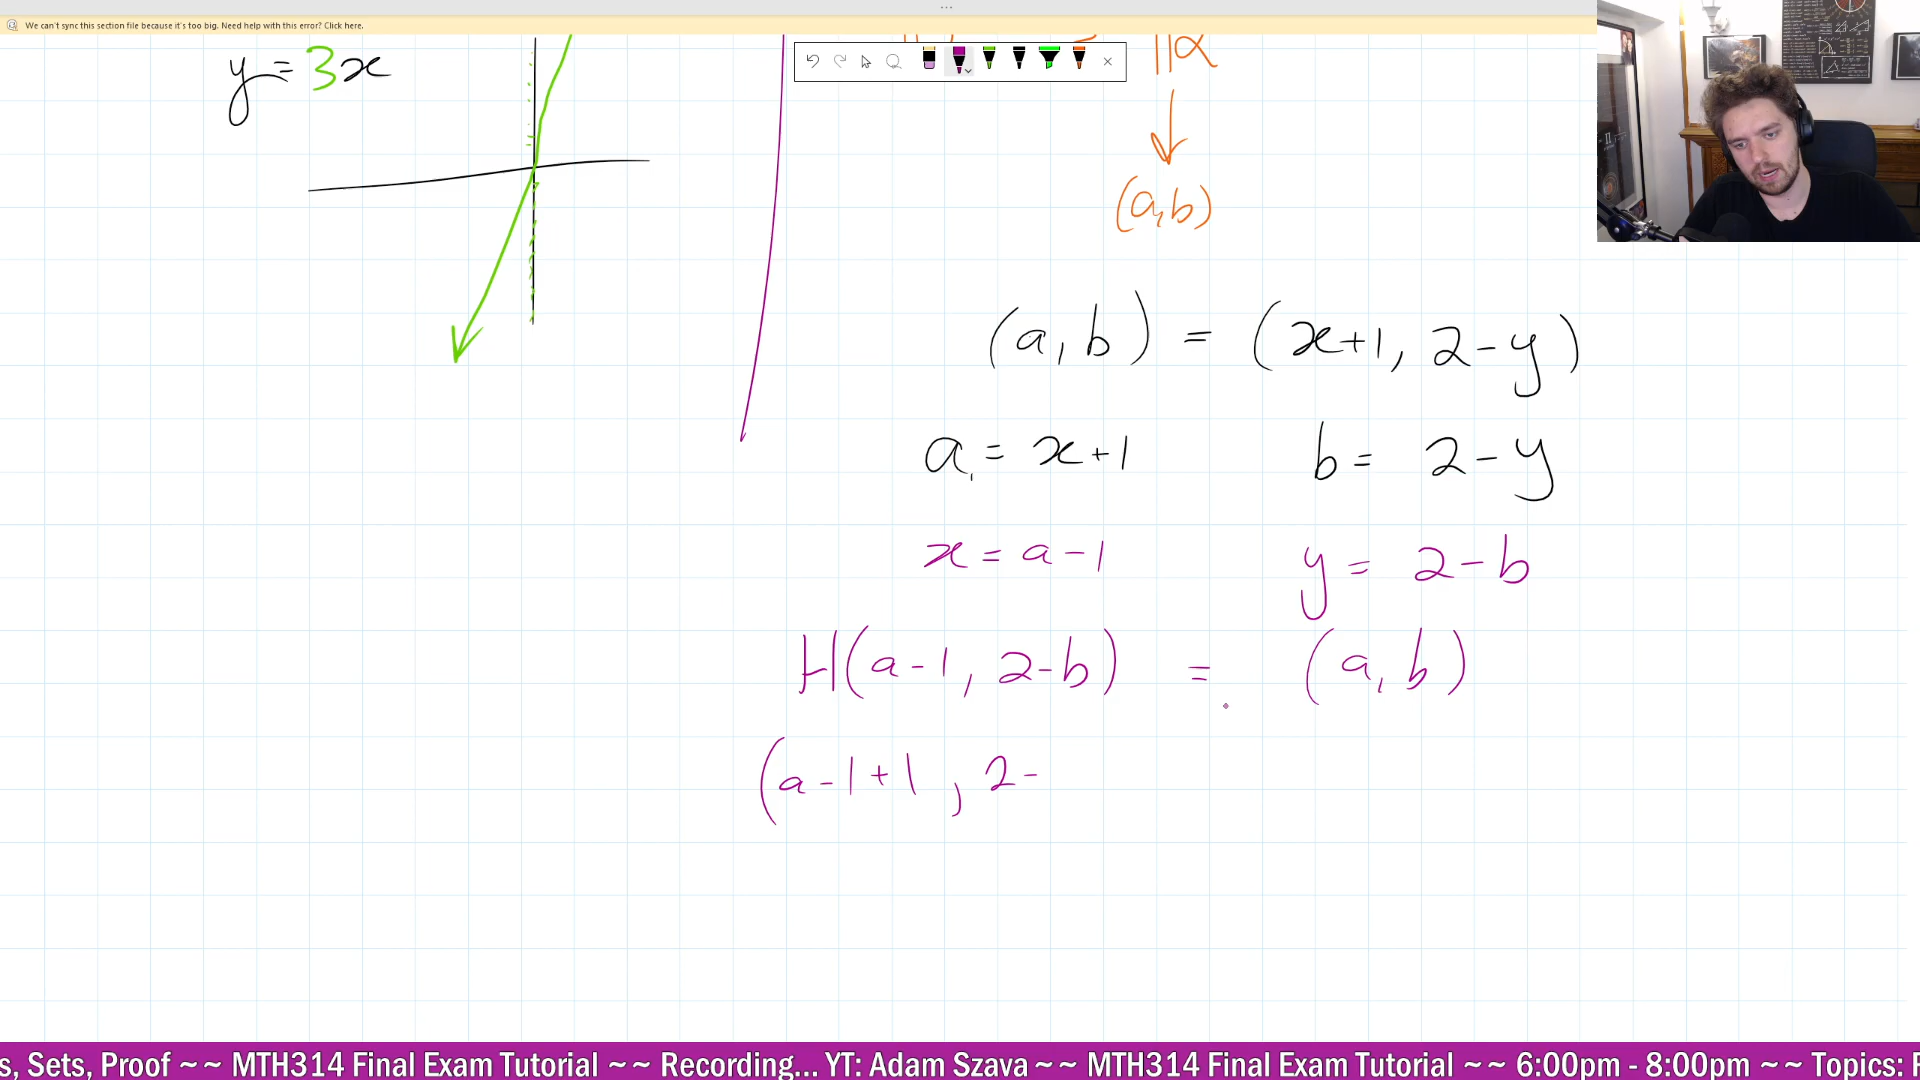 We can't sync this section file because it's too big. Need help with this error? Click here.
y = 3x
(a,b)
(a, b) = (x+1, 2-y)
a = x+1 b = 2-y
x = a-1 y = 2-b
H(a-1, 2-b) = (a, b)
(a-1+1, 2-
s, Sets, Proof ~~ MTH314 Final Exam Tutorial ~~ Recording... YT: Adam Szava ~~ MTH314 Final Exam Tutorial ~~ 6:00pm - 8:00pm ~~ Topics: F